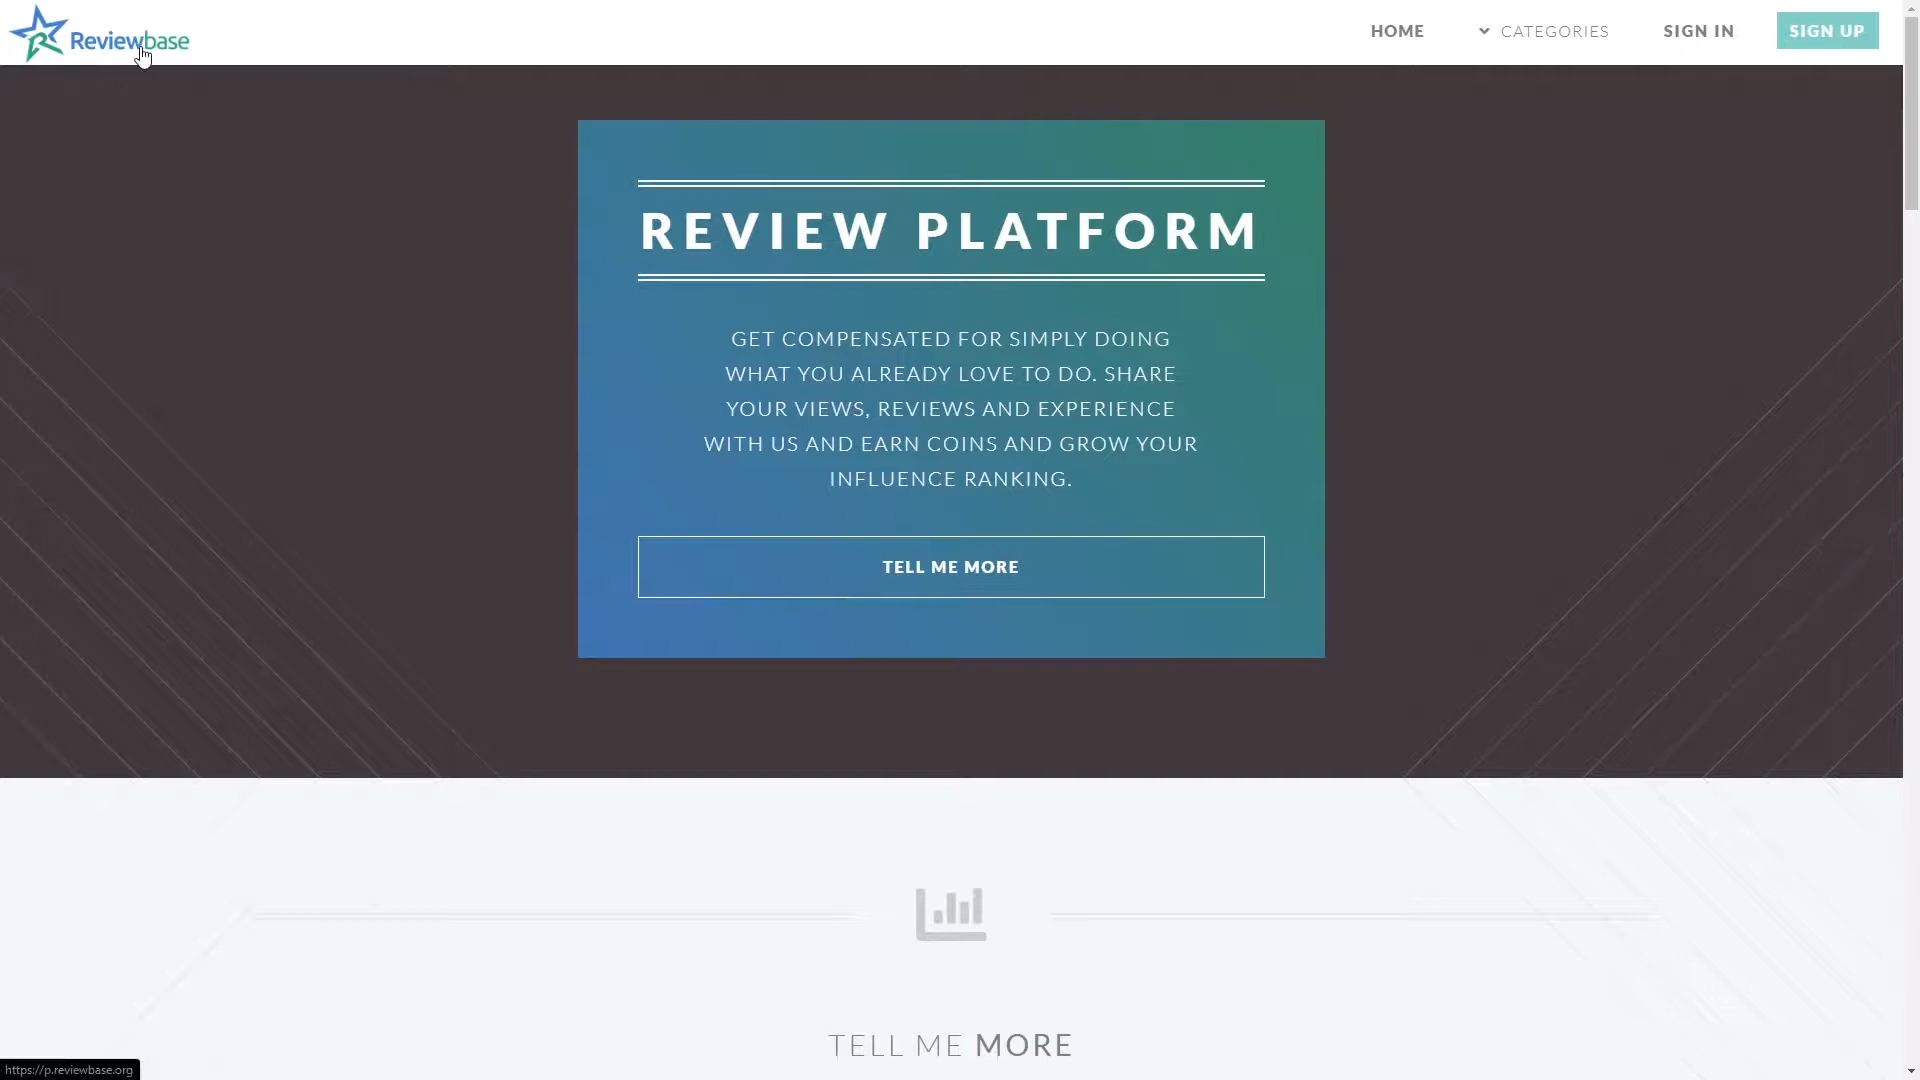 Reviewbase
HOME
CATEGORIES
SIGN IN
SIGN UP
REVIEW PLATFORM
GET COMPENSATED FOR SIMPLY DOING
WHAT YOU ALREADY LOVE TO DO. SHARE
YOUR VIEWS, REVIEWS AND EXPERIENCE
WITH US AND EARN COINS AND GROW YOUR
INFLUENCE RANKING.
TELL ME MORE
TELL ME MORE
https://p.reviewbase.org